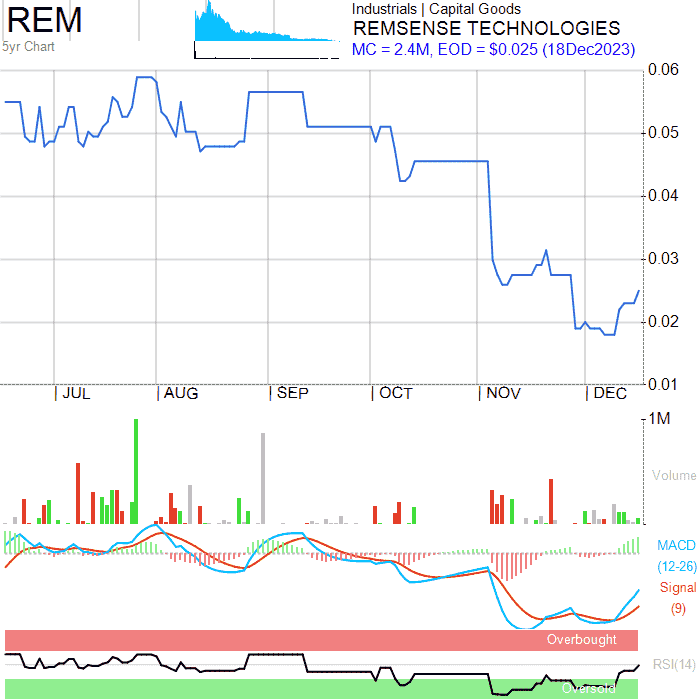 REM
5yr Chart
Industrials | Capital Goods
REMSENSE TECHNOLOGIES
MC = 2.4M, EOD = $0.025 (18Dec2023)
0.06
0.05
0.04
0.03
0.02
0.01
| JUL | AUG | SEP | OCT | NOV | DEC
1M
Volume
MACD
(12-26)
Signal
(9)
Overbought
RSI(14)
Oversold